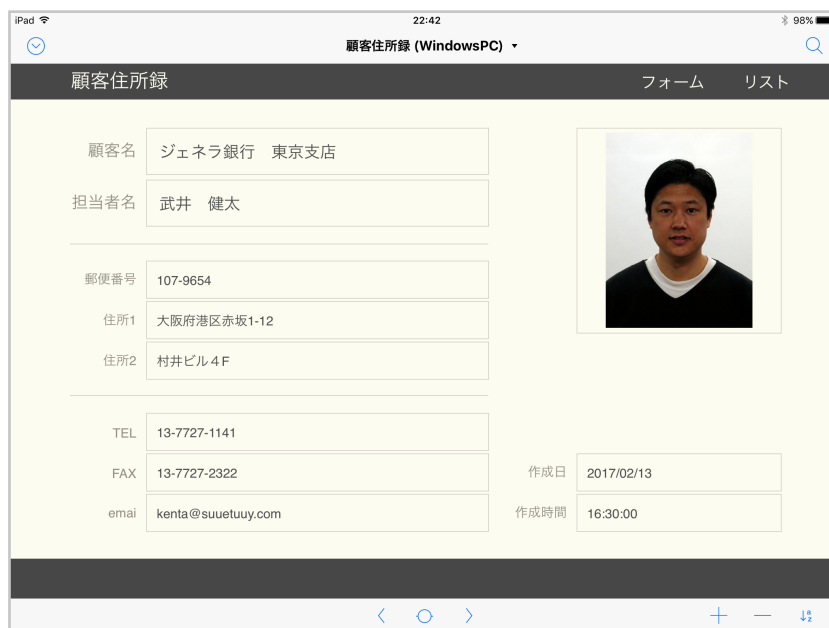 iPad 22:42 98%
顧客住所録 (WindowsPC)
顧客住所録 フォーム リスト
顧客名 ジェネラ銀行　東京支店
担当者名 武井　健太
郵便番号 107-9654
住所1 大阪府港区赤坂1-12
住所2 村井ビル４F
TEL 13-7727-1141
FAX 13-7727-2322
作成日 2017/02/13
emai kenta@suuetuuy.com
作成時間 16:30:00